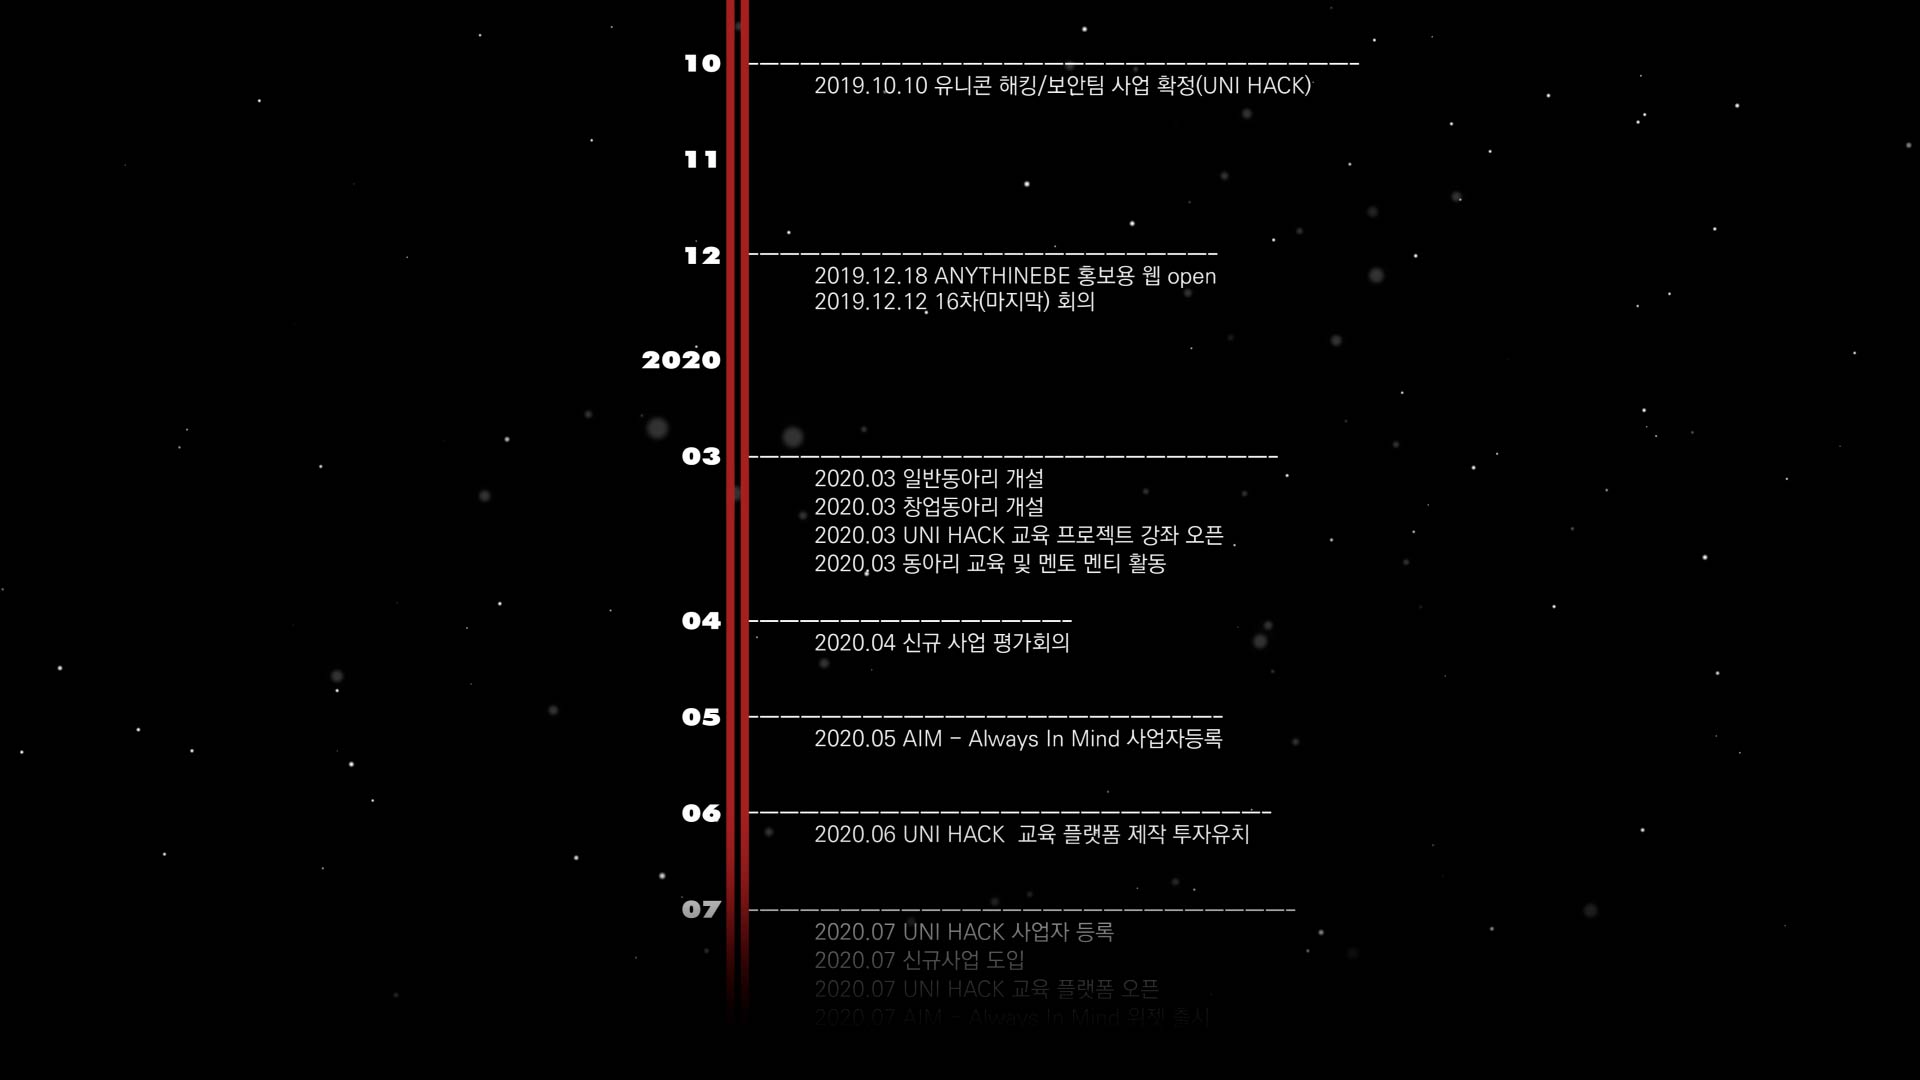 10
2019.10.10 유니콘 해킹/보안팀 사업 확정(UNI HACK)
11
12
2019.12.18 ANYTHINEBE 홍보용 웹 open
2019.12.12 16차(마지막) 회의
2020
03
2020.03 일반동아리 개설
2020.03 창업동아리 개설
2020.03 UNI HACK 교육 프로젝트 강좌 오픈
2020.03 동아리 교육 및 멘토 멘티 활동
04
2020.04 신규 사업 평가회의
05
2020.05 AIM - Always In Mind 사업자등록
06
2020.06 UNI HACK  교육 플랫폼 제작 투자유치
07
2020.07 UNI HACK 사업자 등록
2020.07 신규사업 도입
2020.07 UNI HACK 교육 플랫폼 오픈
2020.07 AIM - Always In Mind 위젯 출시